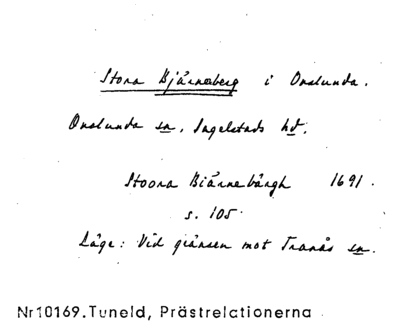 Stora Bjärneberg i Onslunda.
Onslunda sn, Ingelstads hd.
Stoora Biärnebärgh 1691.
s. 105.
Läge: Vid gränsen mot Tranås sn.
Nr10169.Tuneld, Prästrelationerna